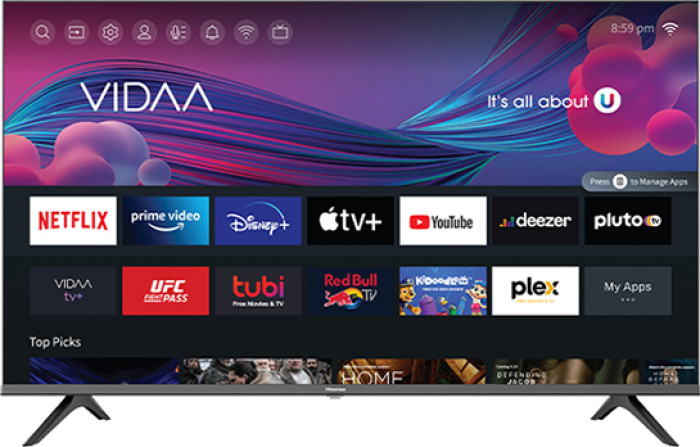 8:59 pm
VIDAA
It's all about U
Press to Manage Apps
NETFLIX
prime video
Disney+
tv+
YouTube
deezer
pluto tv
VIDAA
tv+
UFC
FIGHT PASS
tubi
Free Movies & TV
Red Bull
TV
Kidoodle.TV
plex
My Apps
...
Top Picks
HOME
DEFENDING
JACOB
HOME
BEFORE
Hisense